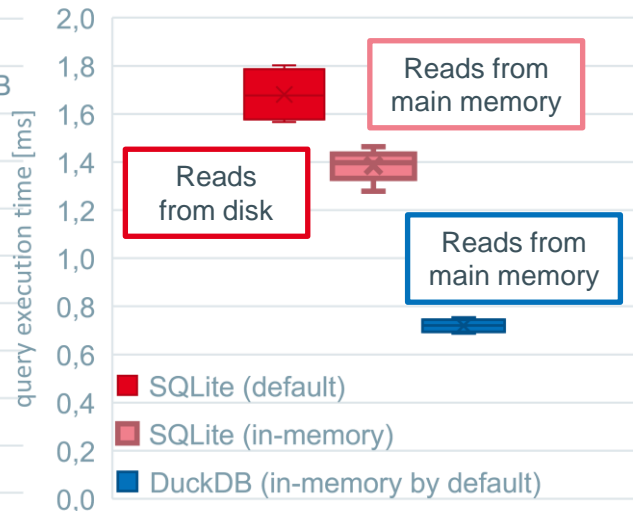 2,0
1,8
1,6
1,4
1,2
1,0
0,8
0,6
0,4
0,2
0,0
B
query execution time [ms]
Reads from
main memory
Reads
from disk
Reads from
main memory
SQLite (default)
SQLite (in-memory)
DuckDB (in-memory by default)